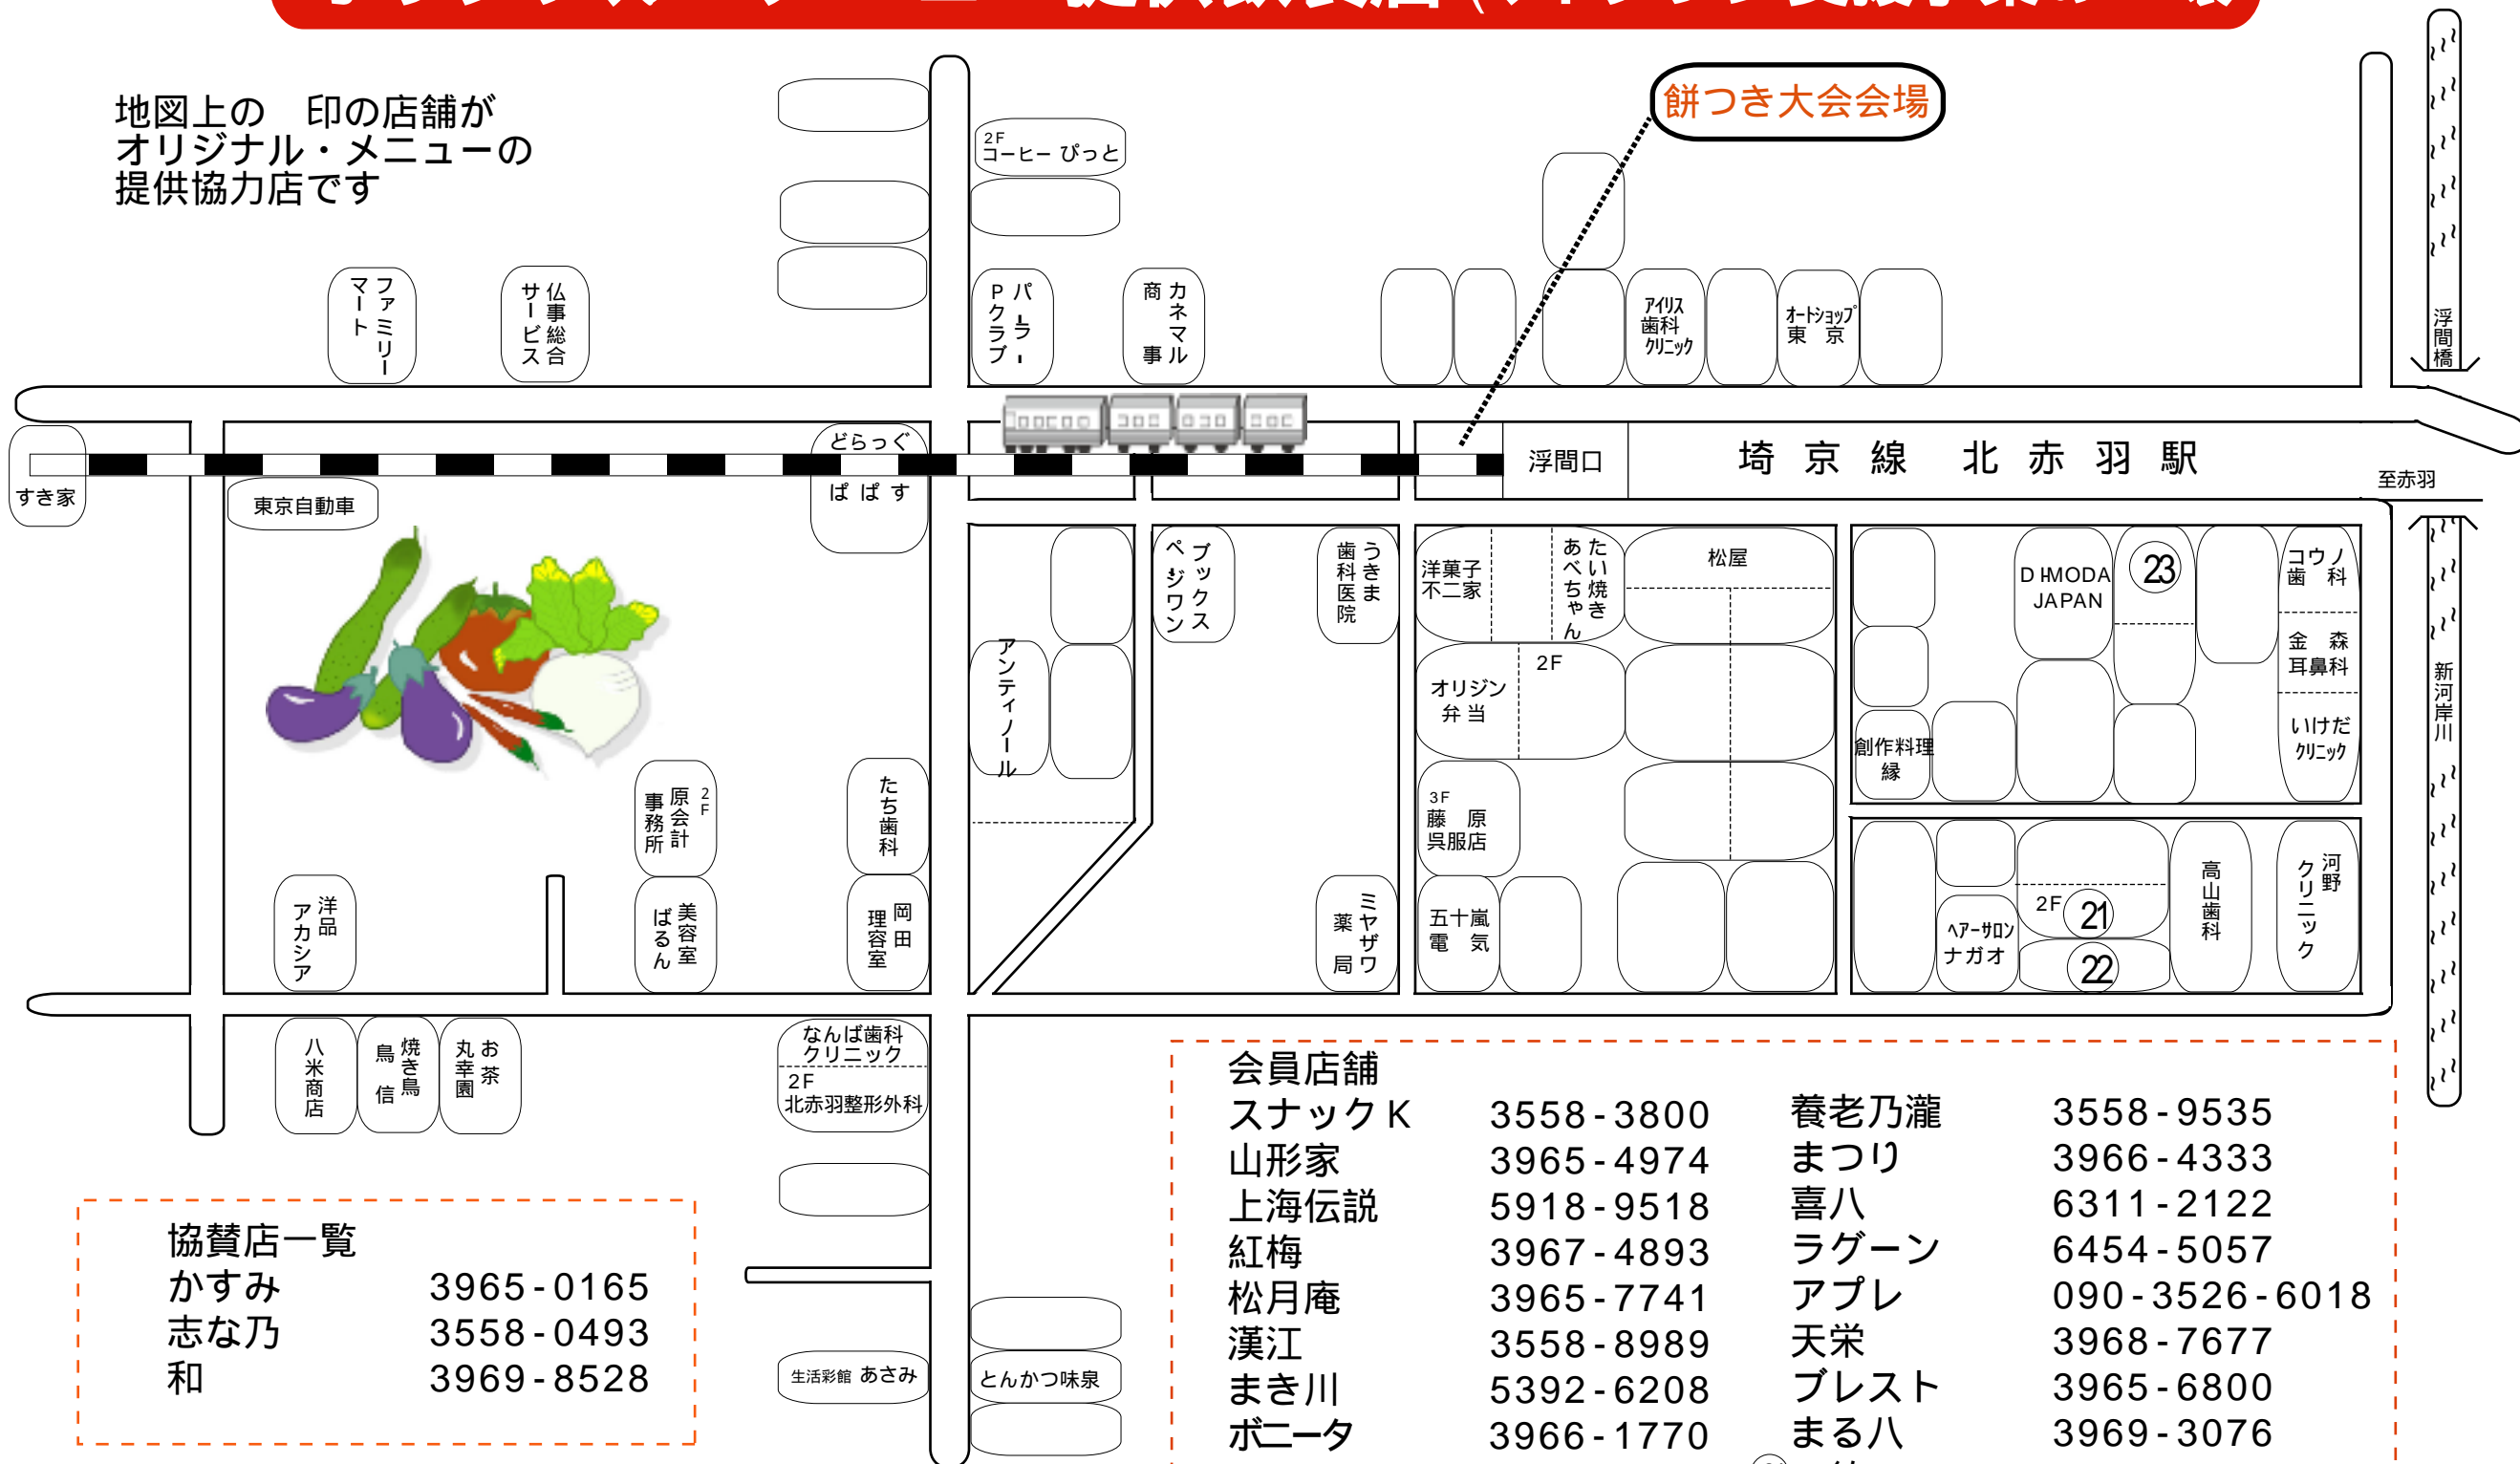 地図上の　印の店舗が
オリジナル・メニューの
提供協力店です
餅つき大会会場
2F
コーヒー ぴっと
ファミリーマート
仏事総合サービス
パーラー
Pクラブ
カネマル
商事
アイリス
歯科
クリニック
オートショップ
東　京
浮間橋
すき家
どらっぐ
ぱぱす
東京自動車
浮間口
埼京線　北赤羽駅
至赤羽
ブックス
ページワン
うきま
歯科医院
洋菓子
不二家
たい焼き
あべちゃん
松屋
DHMODA
JAPAN
23
コウノ
歯　科
金　森
耳鼻科
いけだ
クリニック
新河岸川
アンティノール
オリジン
弁当
2F
創作料理
縁
2F
原会計
事務所
たち歯科
3F
藤　原
呉服店
洋品
アカシア
美容室
ぱるん
岡田
理容室
ミヤザワ
薬局
五十嵐
電　気
ヘアーサロン
ナガオ
2F
21
22
高山歯科
河野
クリニック
八米商店
焼き鳥
鳥信
お茶
丸幸園
なんば歯科
クリニック
2F
北赤羽整形外科
生活彩館 あさみ
とんかつ味泉
協賛店一覧
かすみ 3965-0165
志な乃 3558-0493
和 3969-8528
会員店舗
スナックK 3558-3800 養老乃瀧 3558-9535
山形家 3965-4974 まつり 3966-4333
上海伝説 5918-9518 喜八 6311-2122
紅梅 3967-4893 ラグーン 6454-5057
松月庵 3965-7741 アプレ 090-3526-6018
漢江 3558-8989 天栄 3968-7677
まき川 5392-6208 ブレスト 3965-6800
ボニータ 3966-1770 まる八 3969-3076